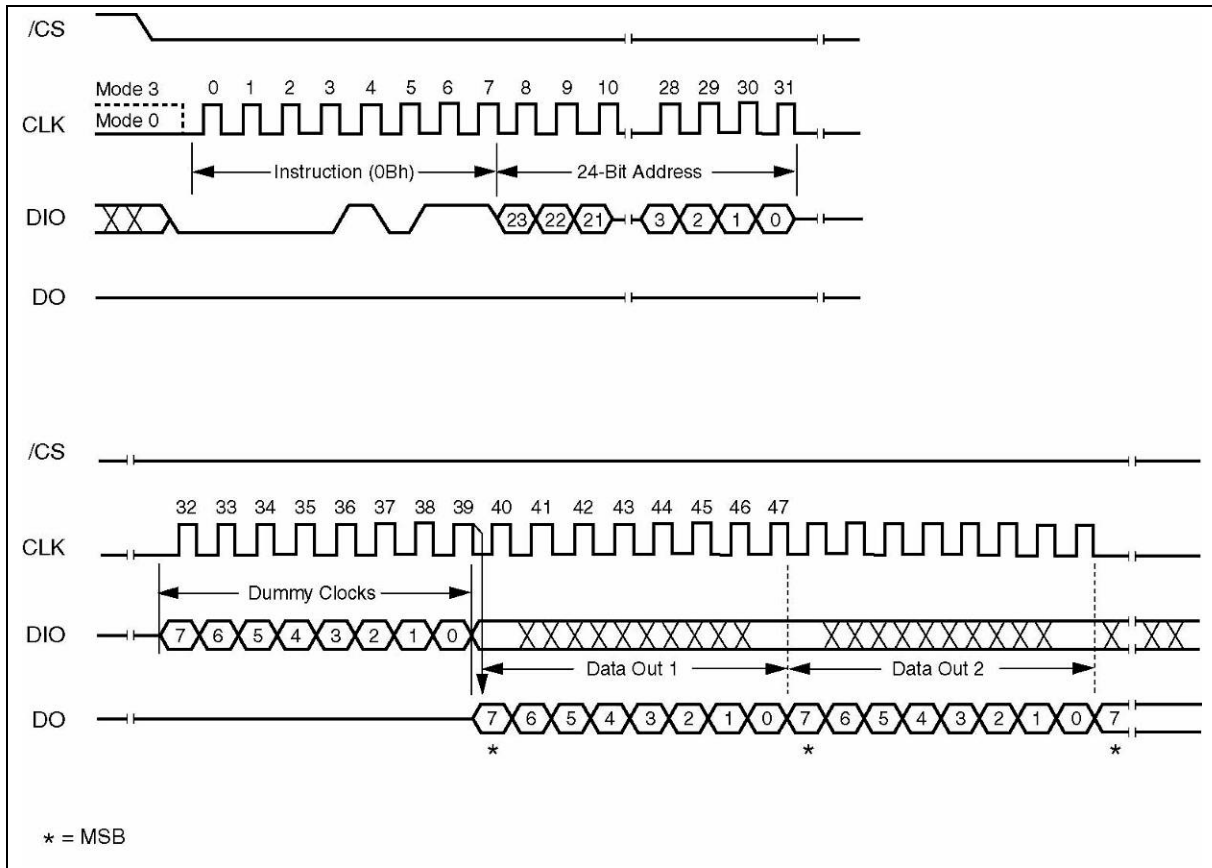 /CS
0 1 2 3 4 5 6 7 8 9 10 28 29 30 31
Mode 3
Mode 0
CLK
Instruction (0Bh) 24-Bit Address
DIO 23 22 21 3 2 1 0
DO
/CS
32 33 34 35 36 37 38 39 40 41 42 43 44 45 46 47
CLK
Dummy Clocks
DIO 7 6 5 4 3 2 1 0
Data Out 1 Data Out 2
DO 7 6 5 4 3 2 1 0 7 6 5 4 3 2 1 0 7
* * *
* = MSB